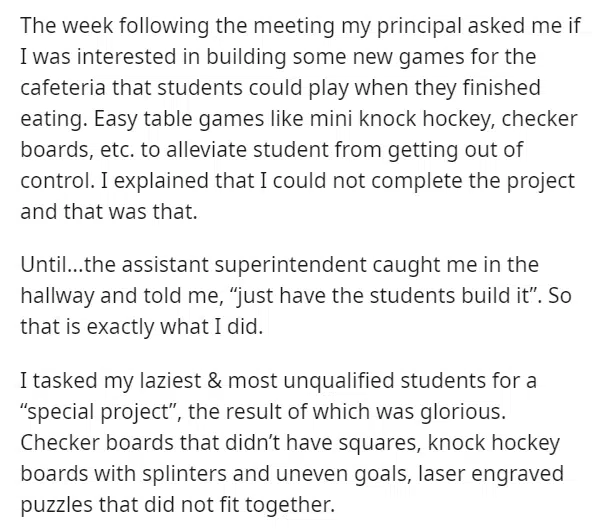 The week following the meeting my principal asked me if
I was interested in building some new games for the
cafeteria that students could play when they finished
eating. Easy table games like mini knock hockey, checker
boards, etc. to alleviate student from getting out of
control. I explained that I could not complete the project
and that was that.
Until...the assistant superintendent caught me in the
hallway and told me, “just have the students build it”. So
that is exactly what I did.
I tasked my laziest & most unqualified students for a
“special project”, the result of which was glorious.
Checker boards that didn’t have squares, knock hockey
boards with splinters and uneven goals, laser engraved
puzzles that did not fit together.